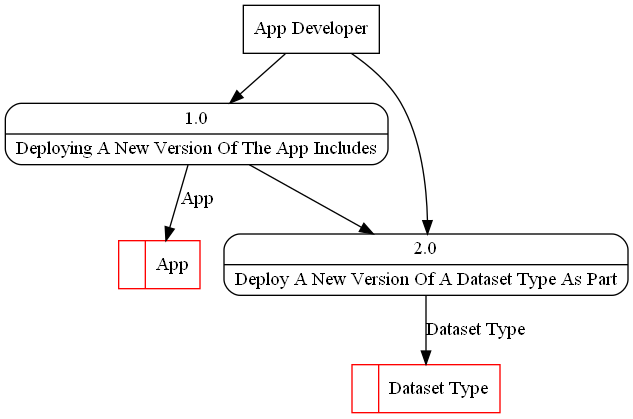 App Developer
1.0
Deploying A New Version Of The App Includes
App
App
2.0
Deploy A New Version Of A Dataset Type As Part
Dataset Type
Dataset Type